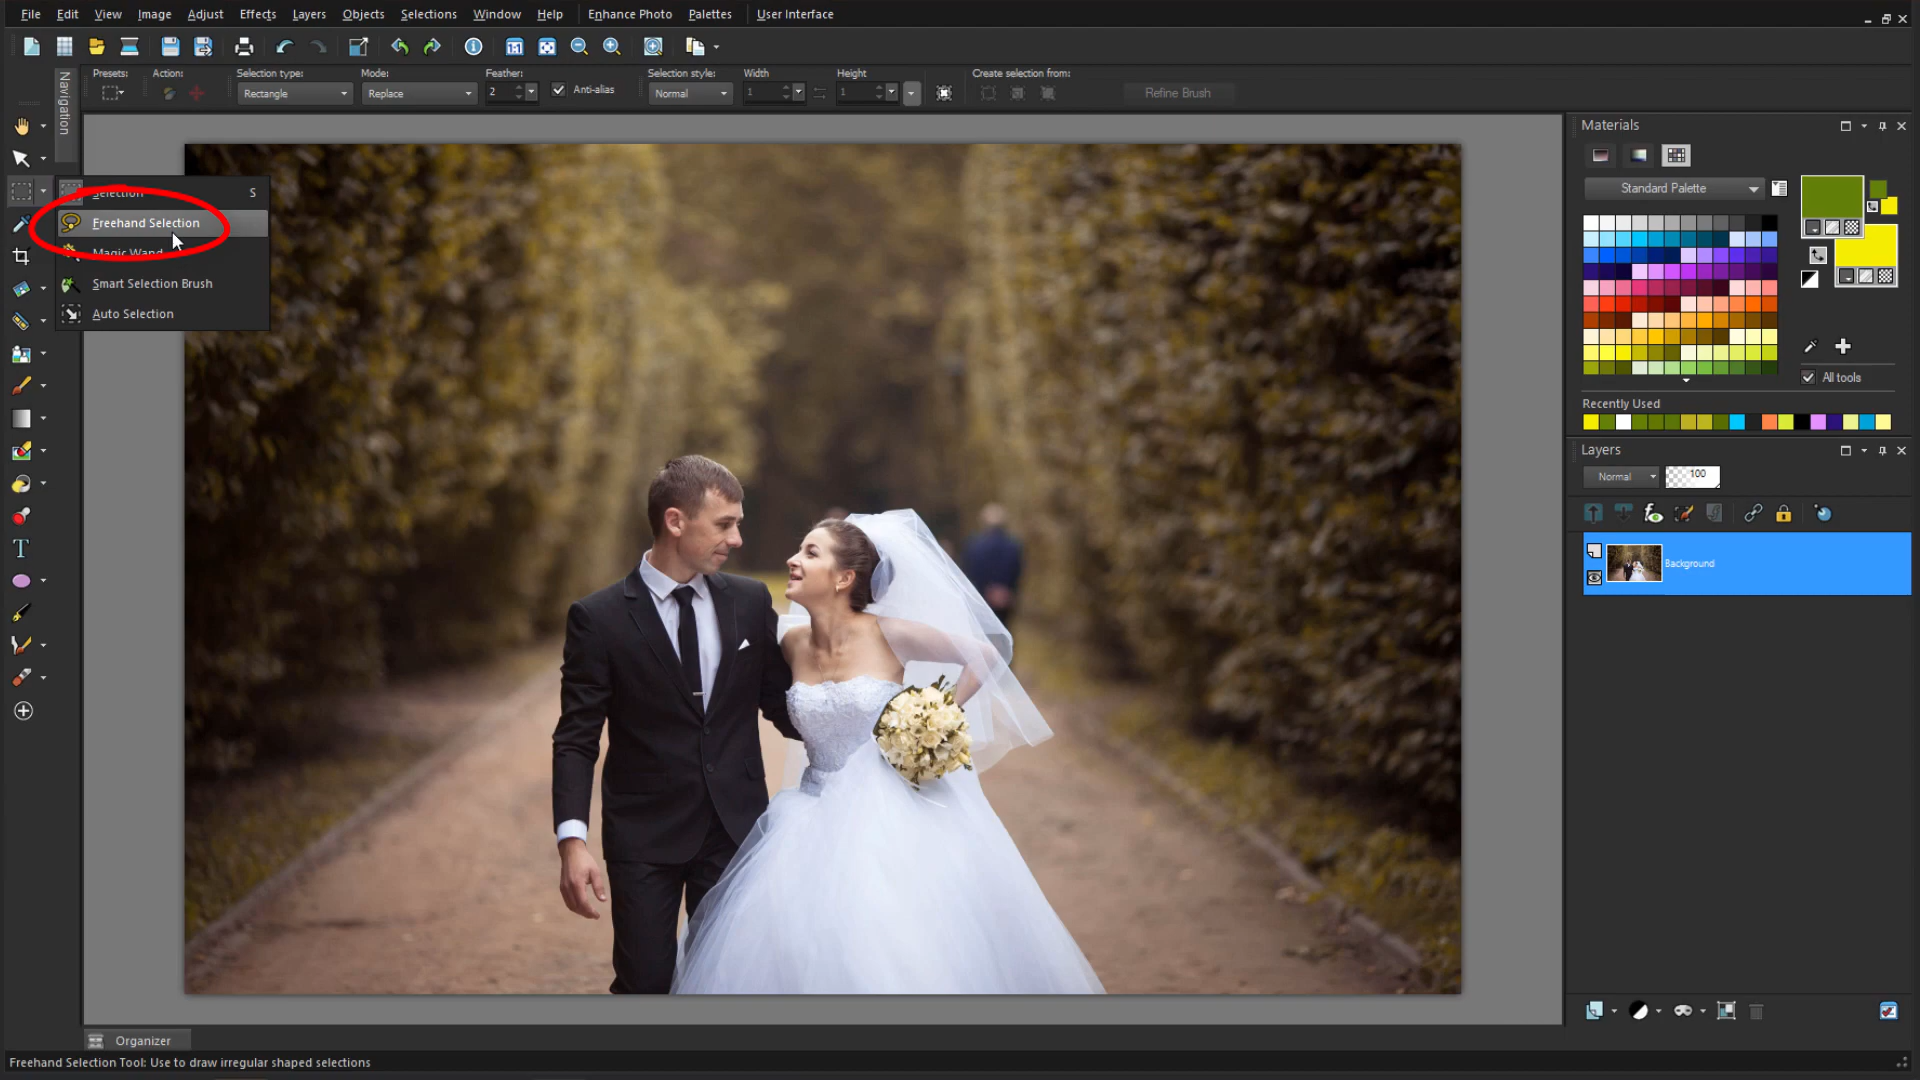 File Edit View Image Adjust Effects Layers Objects Selections Window Help Enhance Photo Palettes User Interface
Presets: Action: Selection type: Mode: Feather: Selection style: Width Height Create selection from:
Rectangle Replace 2 Anti-alias Normal 1 1 Refine Brush
Navigation
Selection S
Freehand Selection
Magic Wand
Smart Selection Brush
Auto Selection
Materials
Standard Palette
All tools
Recently Used
Layers
Normal 100
Background
Organizer
Freehand Selection Tool: Use to draw irregular shaped selections